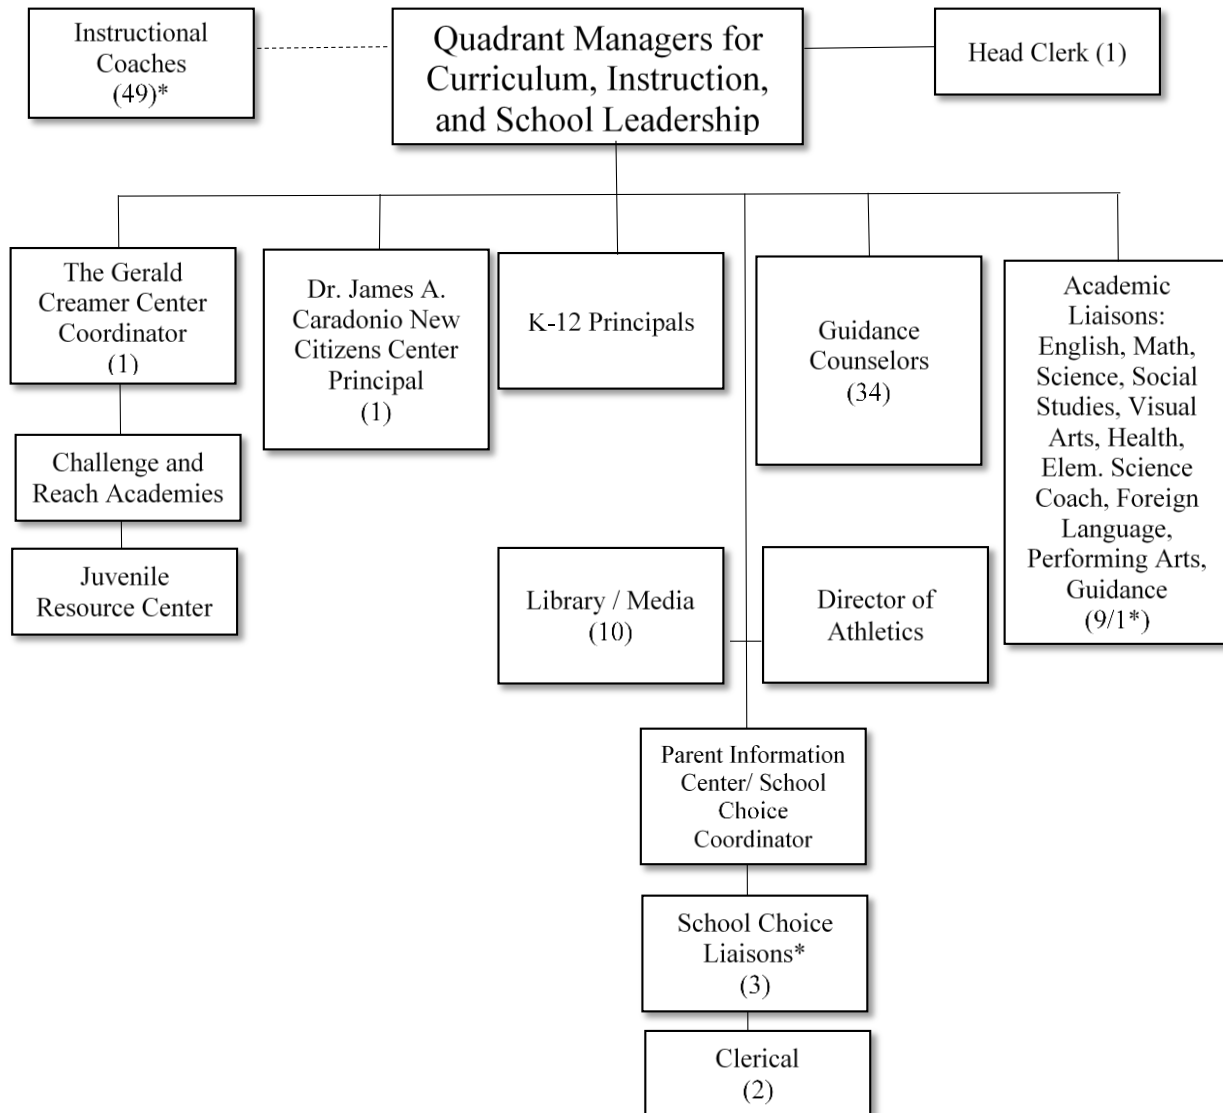 Instructional
Coaches
(49)*
Quadrant Managers for
Curriculum, Instruction,
and School Leadership
Head Clerk (1)
The Gerald
Creamer Center
Coordinator
(1)
Dr. James A.
Caradonio New
Citizens Center
Principal
(1)
K-12 Principals
Guidance
Counselors
(34)
Academic
Liaisons:
English, Math,
Science, Social
Studies, Visual
Arts, Health,
Elem. Science
Coach, Foreign
Language,
Performing Arts,
Guidance
(9/1*)
Challenge and
Reach Academies
Juvenile
Resource Center
Library / Media
(10)
Director of
Athletics
Parent Information
Center/ School
Choice
Coordinator
School Choice
Liaisons*
(3)
Clerical
(2)